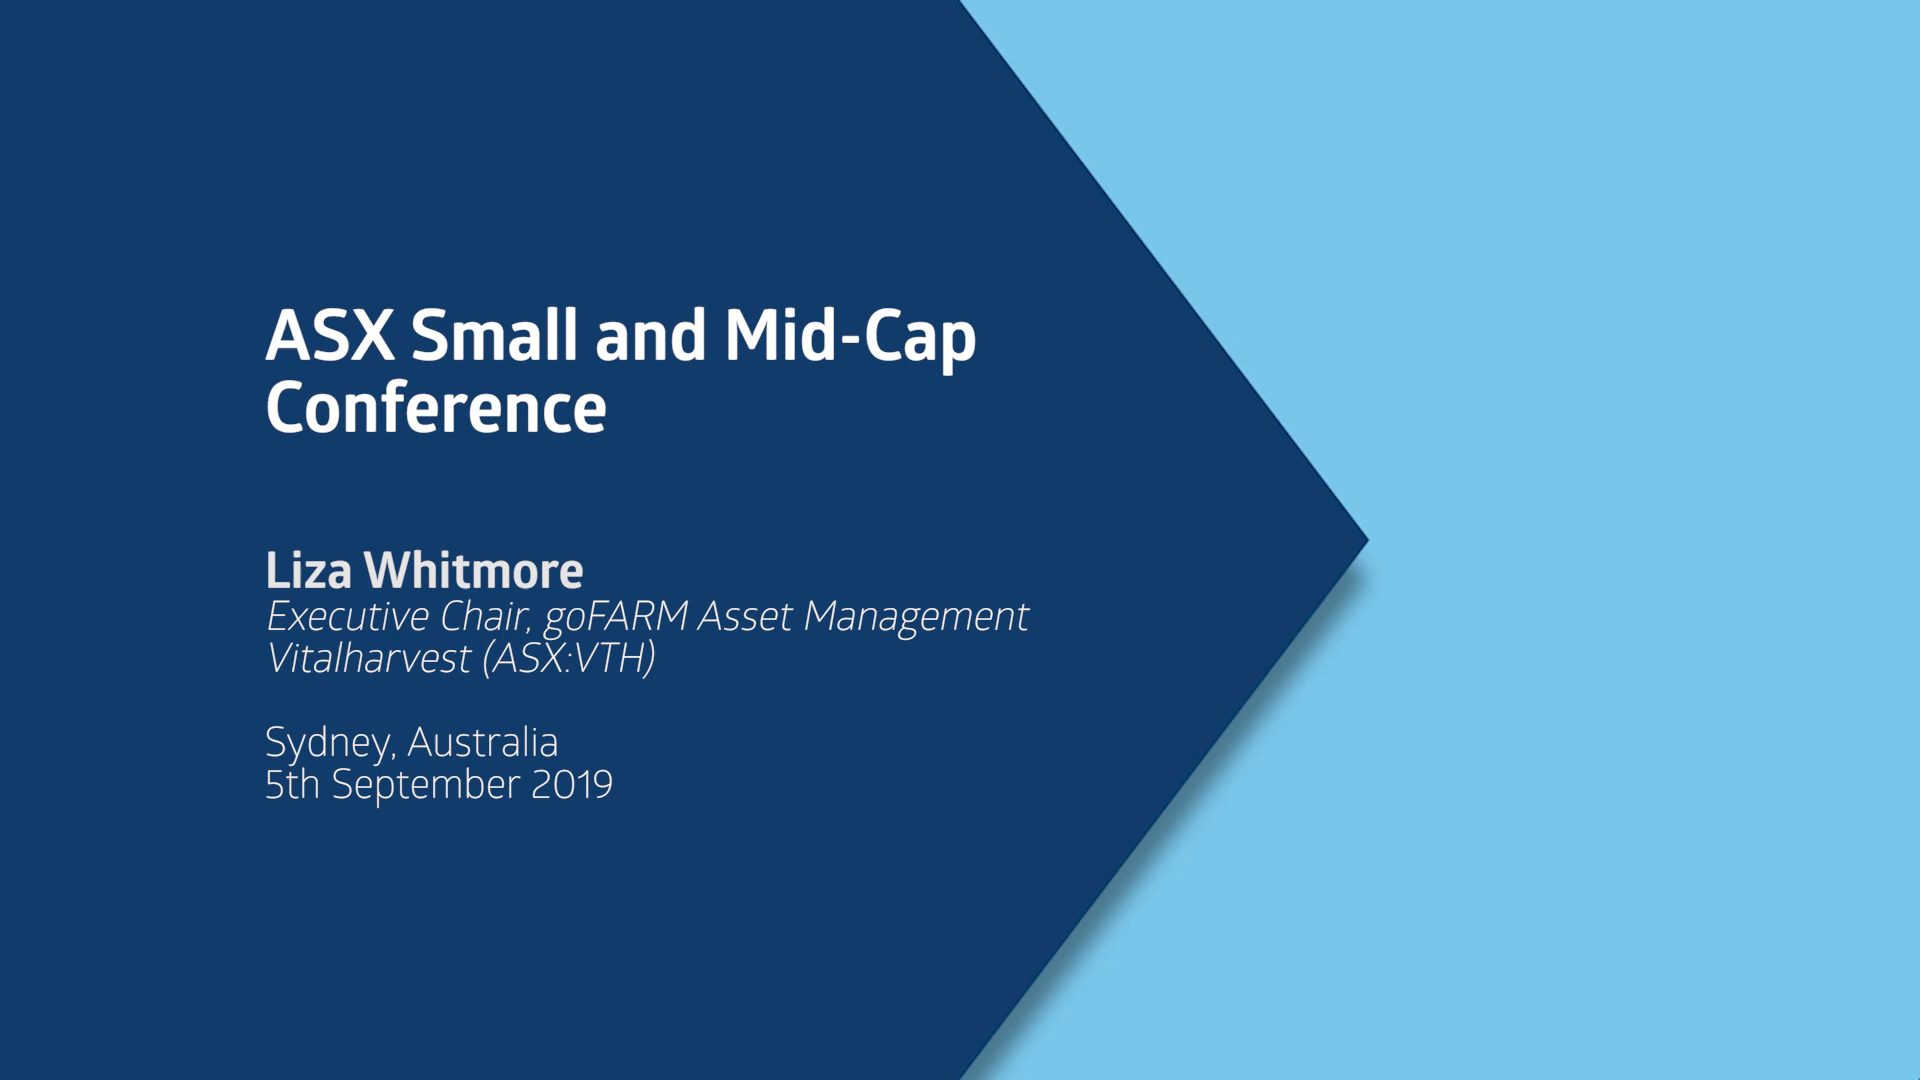 ASX Small and Mid-Cap
Conference
Liza Whitmore
Executive Chair, goFARM Asset Management
Vitalharvest (ASX:VTH)
Sydney, Australia
5th September 2019